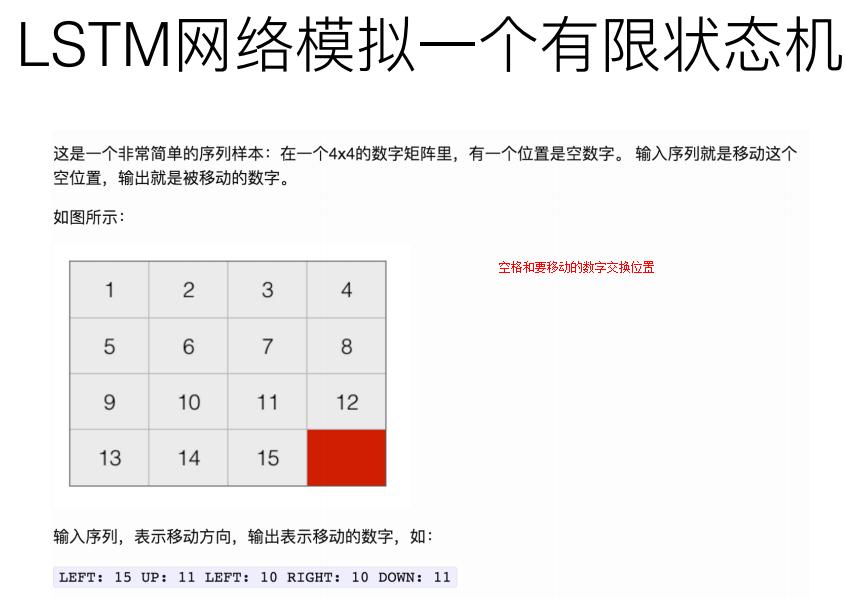 LSTM网络模拟一个有限状态机
这是一个非常简单的序列样本：在一个4x4的数字矩阵里，有一个位置是空数字。 输入序列就是移动这个
空位置，输出就是被移动的数字。
如图所示：
空格和要移动的数字交换位置
1 2 3 4
5 6 7 8
9 10 11 12
13 14 15
输入序列，表示移动方向，输出表示移动的数字，如：
LEFT: 15 UP: 11 LEFT: 10 RIGHT: 10 DOWN: 11